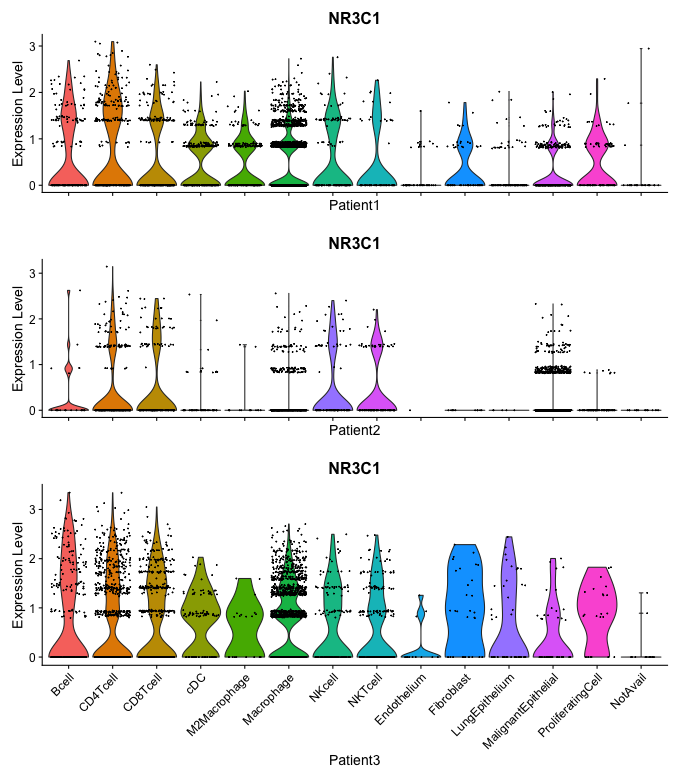 NR3C1
Expression Level
3
2
1
0
Patient1
NR3C1
Expression Level
3
2
1
0
Patient2
NR3C1
Expression Level
3
2
1
0
Bcell
CD4Tcell
CD8Tcell
cDC
M2Macrophage
Macrophage
NKcell
NKTcell
Endothelium
Fibroblast
LungEpithelium
MalignantEpithelial
ProliferatingCell
NotAvail
Patient3